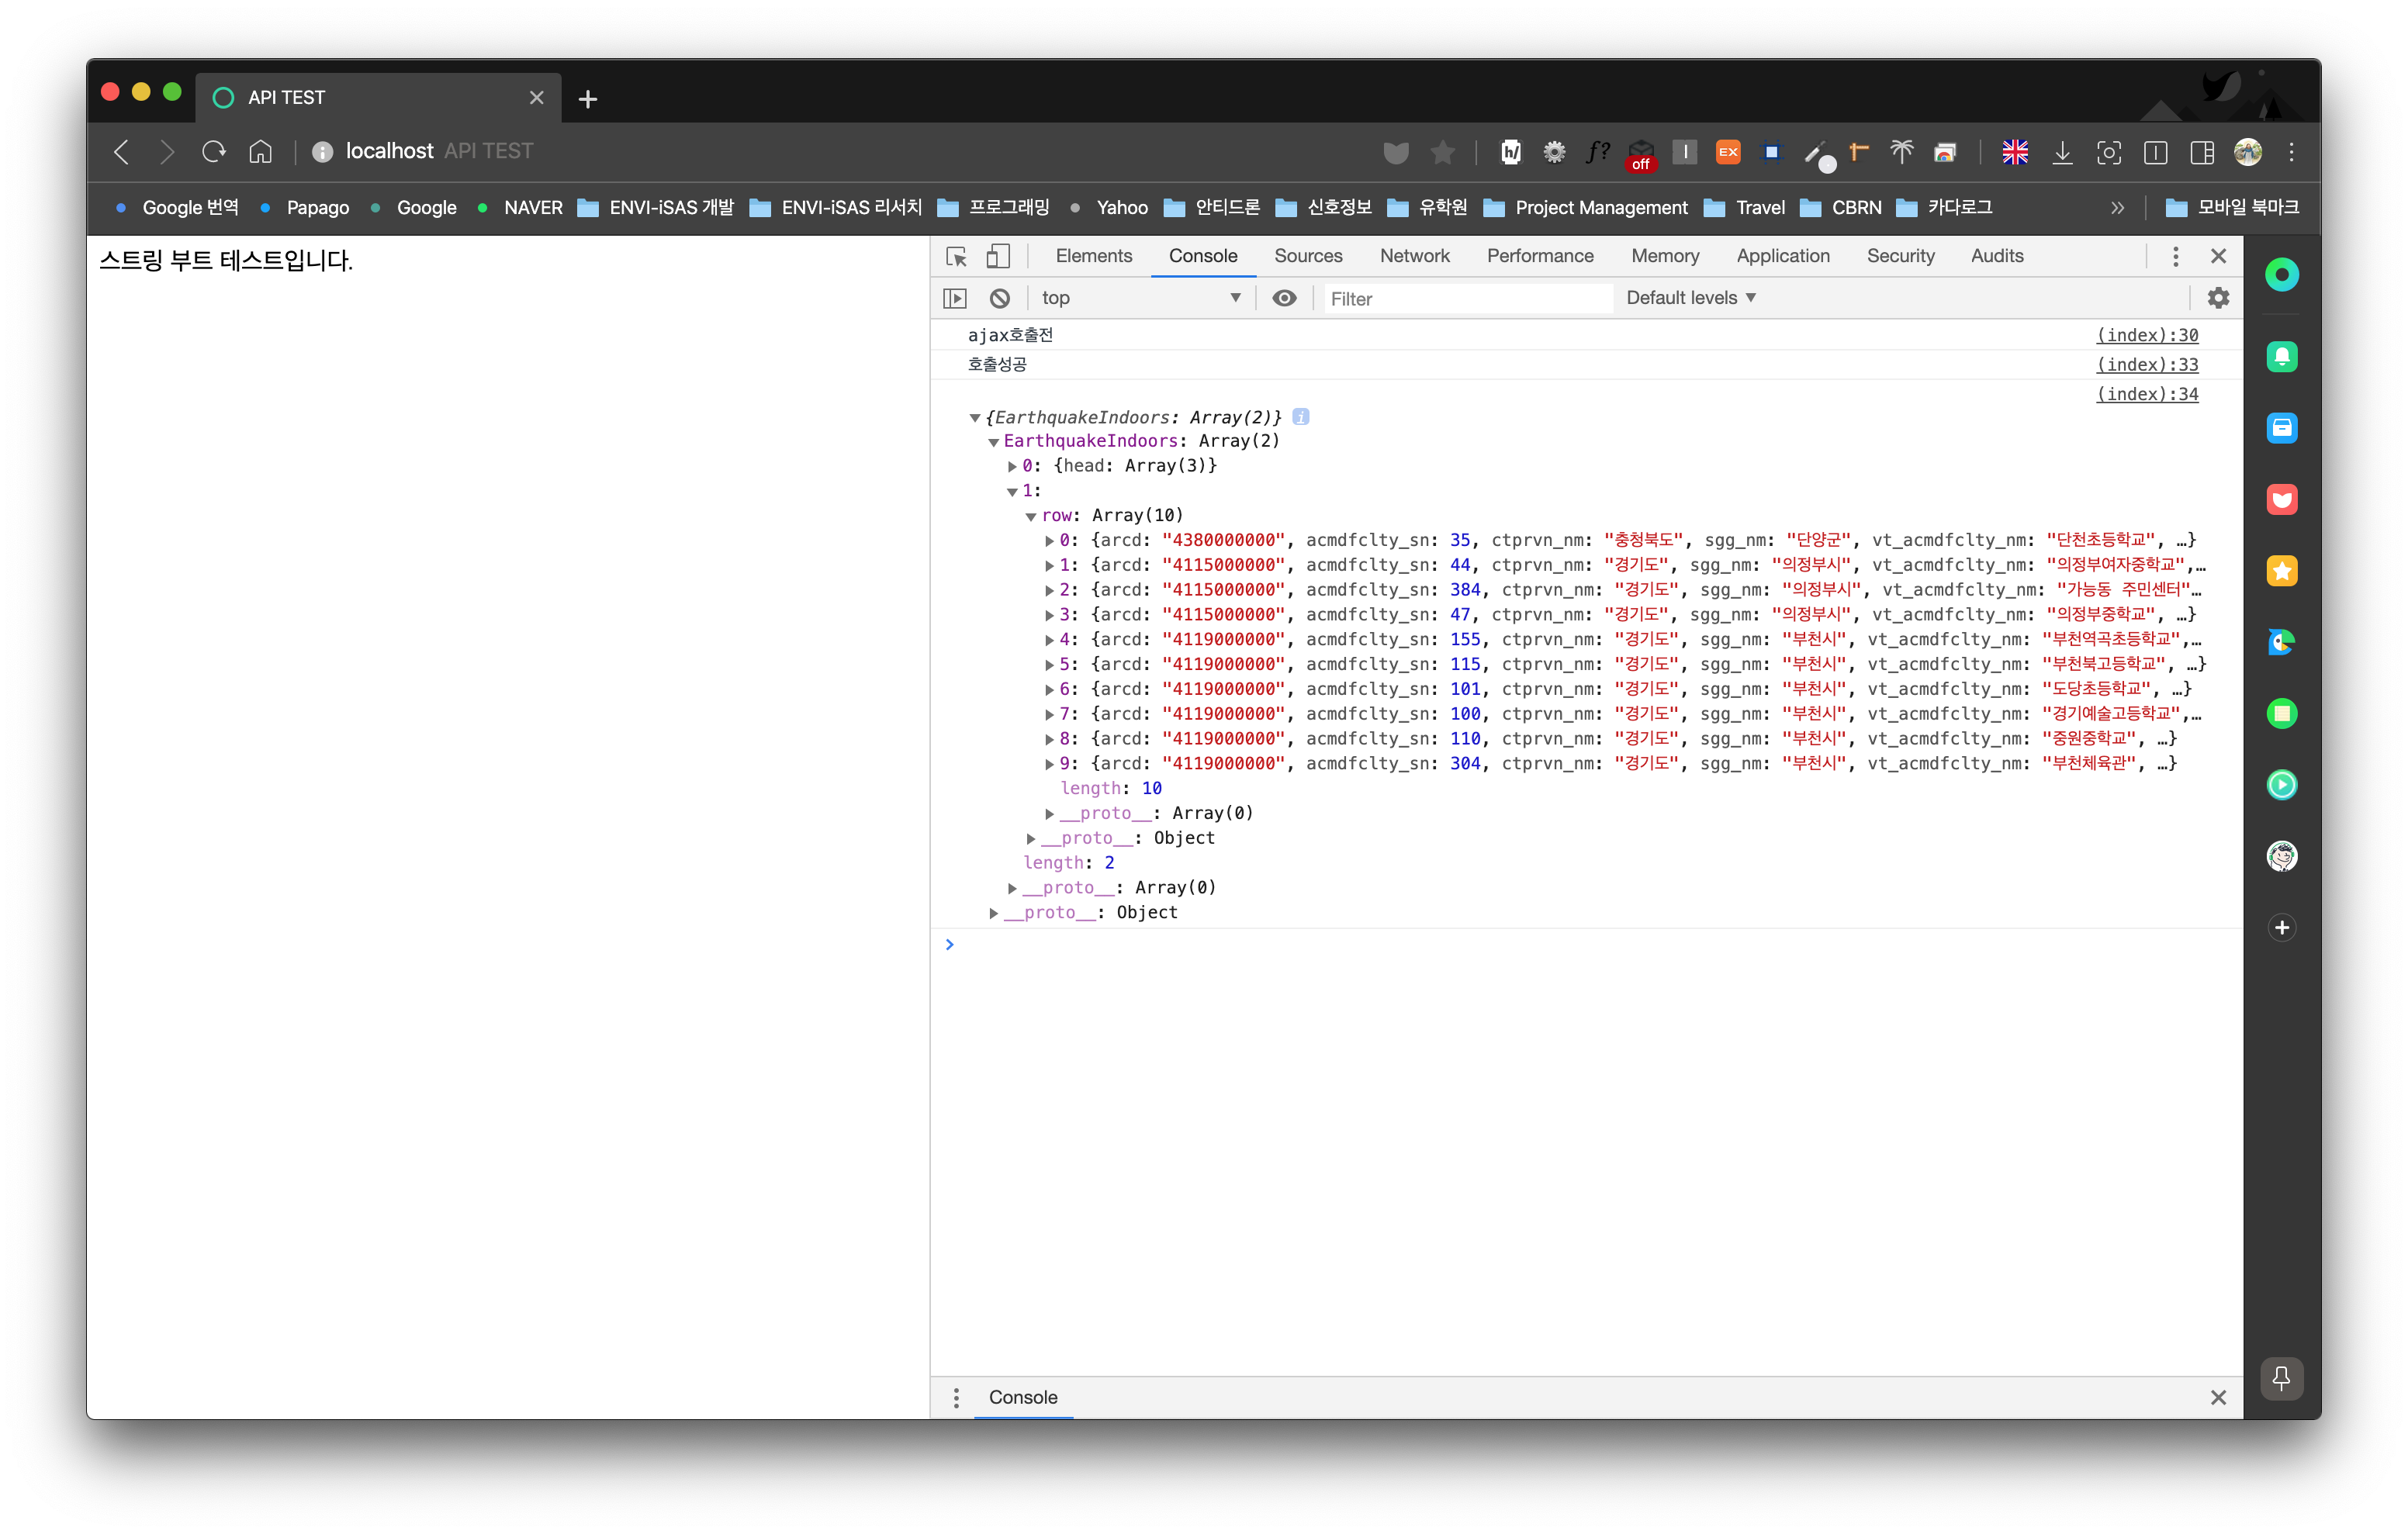 API TEST
localhost API TEST
h/ f? off I EX
Google 번역 Papago Google NAVER ENVI-iSAS 개발 ENVI-iSAS 리서치 프로그래밍 Yahoo 안티드론 신호정보 유학원 Project Management Travel CBRN 카다로그 » 모바일 북마크
스트링 부트 테스트입니다.
Elements Console Sources Network Performance Memory Application Security Audits
top Filter Default levels
ajax호출전 (index):30
호출성공 (index):33
(index):34
{EarthquakeIndoors: Array(2)} i
EarthquakeIndoors: Array(2)
0: {head: Array(3)}
1:
row: Array(10)
0: {arcd: "4380000000", acmdfclty_sn: 35, ctprvn_nm: "충청북도", sgg_nm: "단양군", vt_acmdfclty_nm: "단천초등학교", …}
1: {arcd: "4115000000", acmdfclty_sn: 44, ctprvn_nm: "경기도", sgg_nm: "의정부시", vt_acmdfclty_nm: "의정부여자중학교",…
2: {arcd: "4115000000", acmdfclty_sn: 384, ctprvn_nm: "경기도", sgg_nm: "의정부시", vt_acmdfclty_nm: "가능동 주민센터"…
3: {arcd: "4115000000", acmdfclty_sn: 47, ctprvn_nm: "경기도", sgg_nm: "의정부시", vt_acmdfclty_nm: "의정부중학교", …}
4: {arcd: "4119000000", acmdfclty_sn: 155, ctprvn_nm: "경기도", sgg_nm: "부천시", vt_acmdfclty_nm: "부천역곡초등학교",…
5: {arcd: "4119000000", acmdfclty_sn: 115, ctprvn_nm: "경기도", sgg_nm: "부천시", vt_acmdfclty_nm: "부천북고등학교", …}
6: {arcd: "4119000000", acmdfclty_sn: 101, ctprvn_nm: "경기도", sgg_nm: "부천시", vt_acmdfclty_nm: "도당초등학교", …}
7: {arcd: "4119000000", acmdfclty_sn: 100, ctprvn_nm: "경기도", sgg_nm: "부천시", vt_acmdfclty_nm: "경기예술고등학교",…
8: {arcd: "4119000000", acmdfclty_sn: 110, ctprvn_nm: "경기도", sgg_nm: "부천시", vt_acmdfclty_nm: "중원중학교", …}
9: {arcd: "4119000000", acmdfclty_sn: 304, ctprvn_nm: "경기도", sgg_nm: "부천시", vt_acmdfclty_nm: "부천체육관", …}
length: 10
__proto__: Array(0)
__proto__: Object
length: 2
__proto__: Array(0)
__proto__: Object
Console